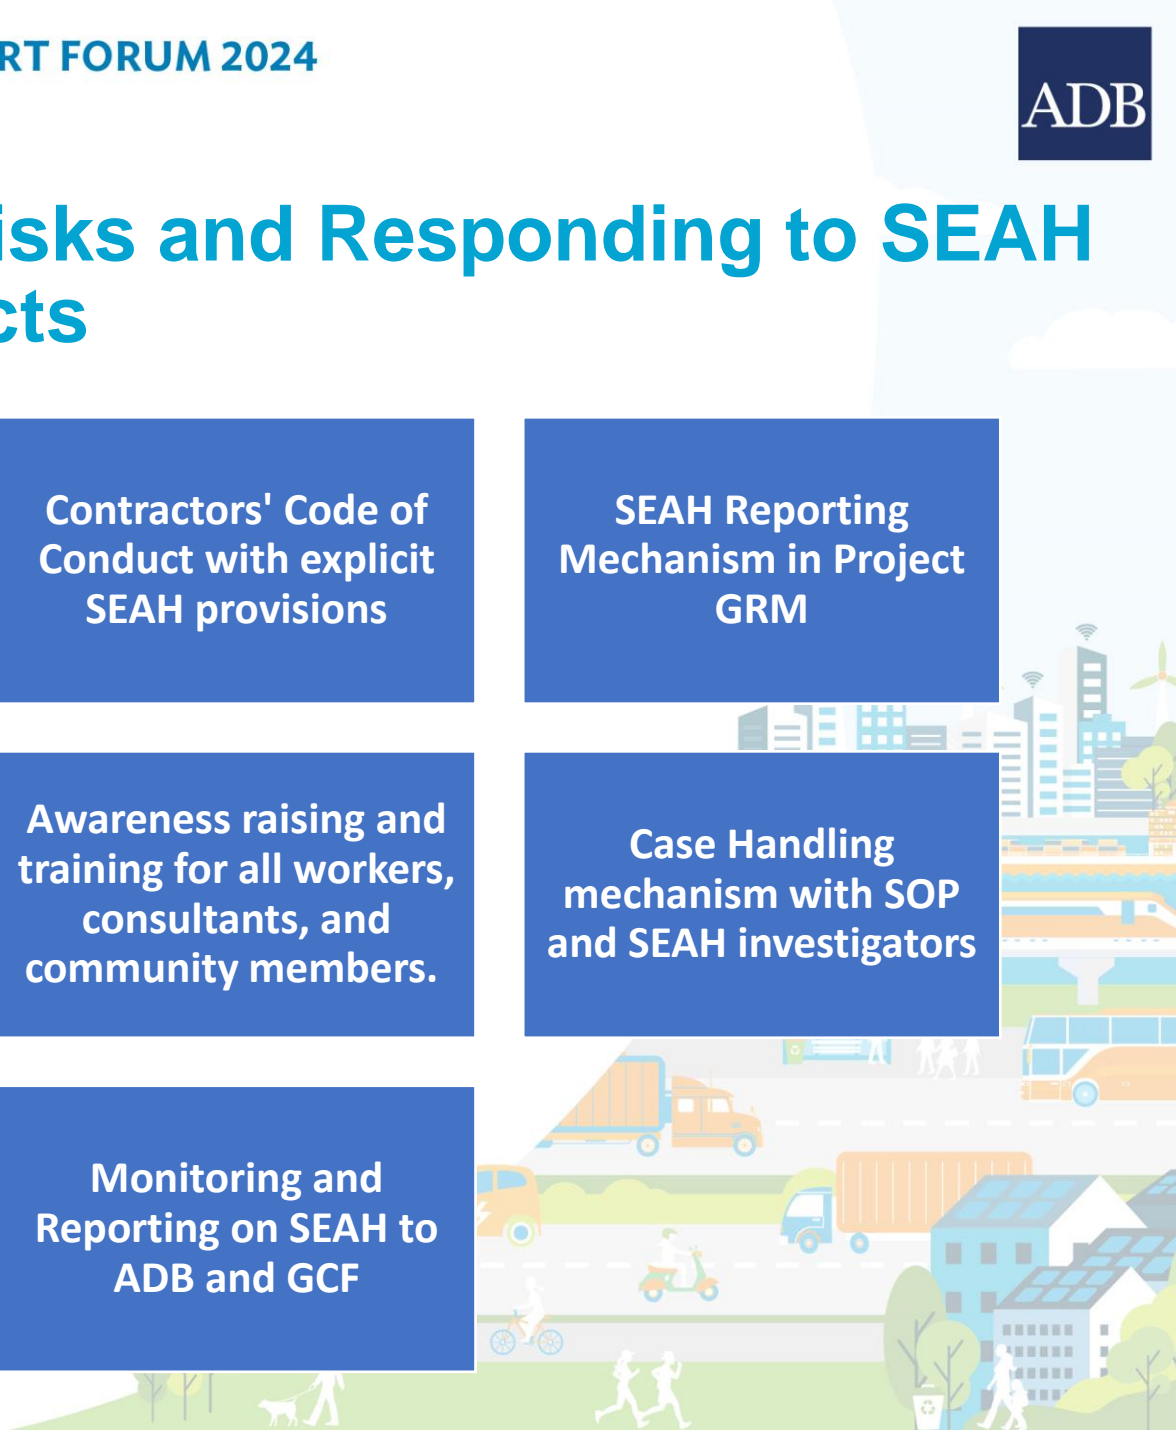 RT FORUM 2024
ADB
isks and Responding to SEAH
cts
Contractors' Code of
Conduct with explicit
SEAH provisions
SEAH Reporting
Mechanism in Project
GRM
Awareness raising and
training for all workers,
consultants, and
community members.
Case Handling
mechanism with SOP
and SEAH investigators
Monitoring and
Reporting on SEAH to
ADB and GCF